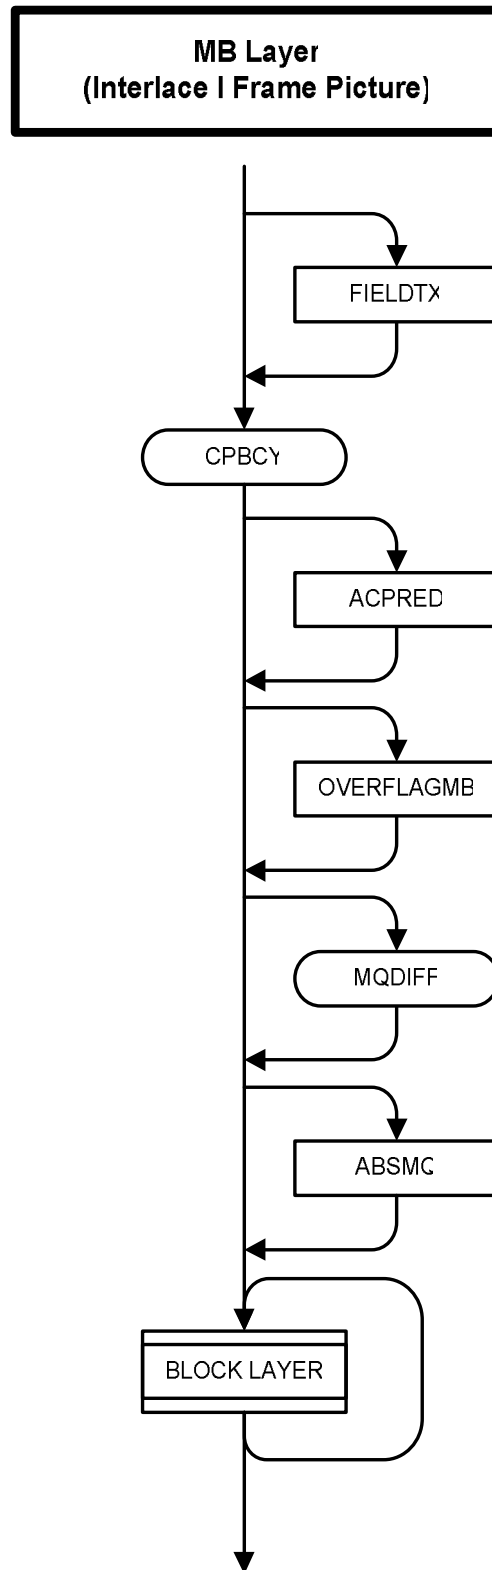 MB Layer
(Interlace I Frame Picture)
FIELDTX
CPBCY
ACPRED
OVERFLAGMB
MQDIFF
ABSMQ
BLOCK LAYER